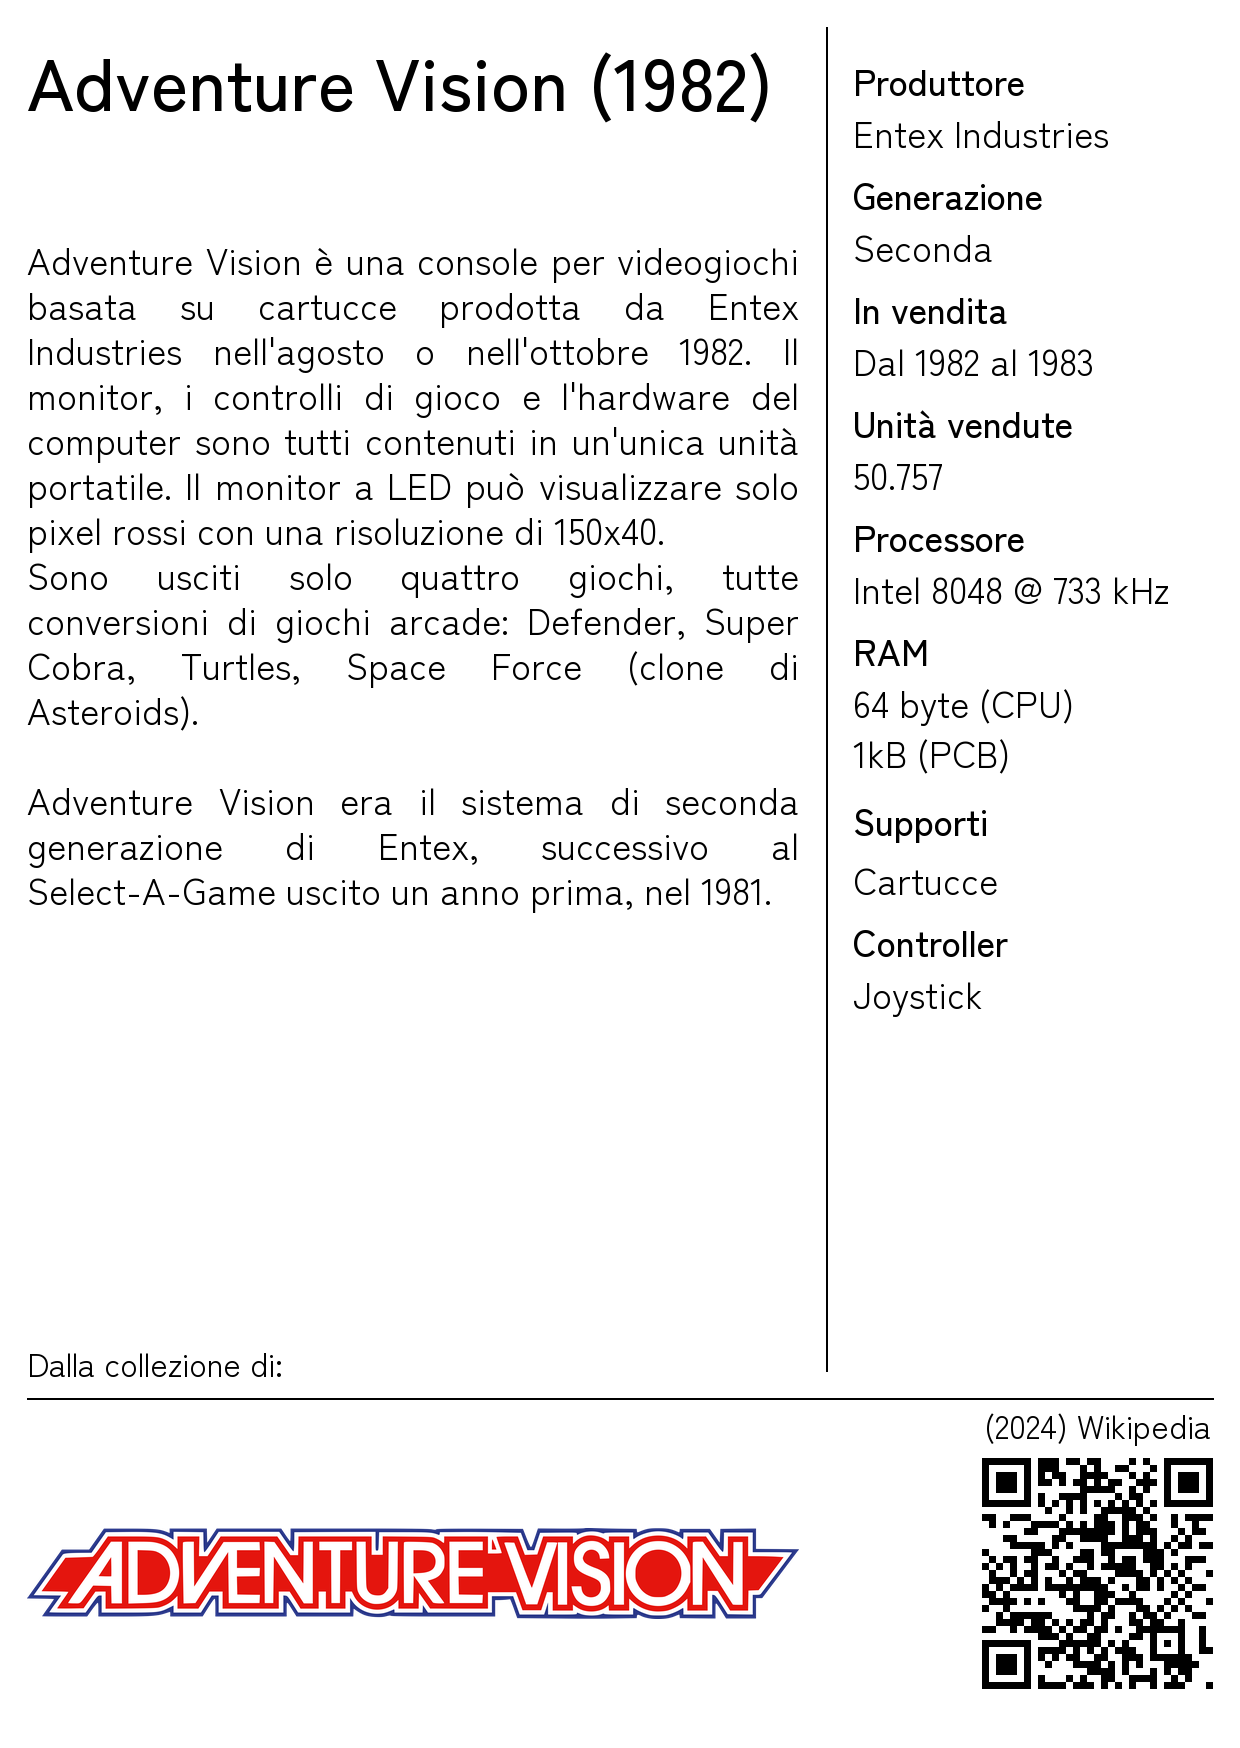 Adventure Vision (1982)
Adventure Vision è una console per videogiochi
basata su cartucce prodotta da Entex
Industries nell'agosto o nell'ottobre 1982. Il
monitor, i controlli di gioco e l'hardware del
computer sono tutti contenuti in un'unica unità
portatile. Il monitor a LED può visualizzare solo
pixel rossi con una risoluzione di 150x40.
Sono usciti solo quattro giochi, tutte
conversioni di giochi arcade: Defender, Super
Cobra, Turtles, Space Force (clone di
Asteroids).
Adventure Vision era il sistema di seconda
generazione di Entex, successivo al
Select-A-Game uscito un anno prima, nel 1981.
Dalla collezione di:
Produttore
Entex Industries
Generazione
Seconda
In vendita
Dal 1982 al 1983
Unità vendute
50.757
Processore
Intel 8048 @ 733 kHz
RAM
64 byte (CPU)
1kB (PCB)
Supporti
Cartucce
Controller
Joystick
(2024) Wikipedia
ADVENTURE VISION